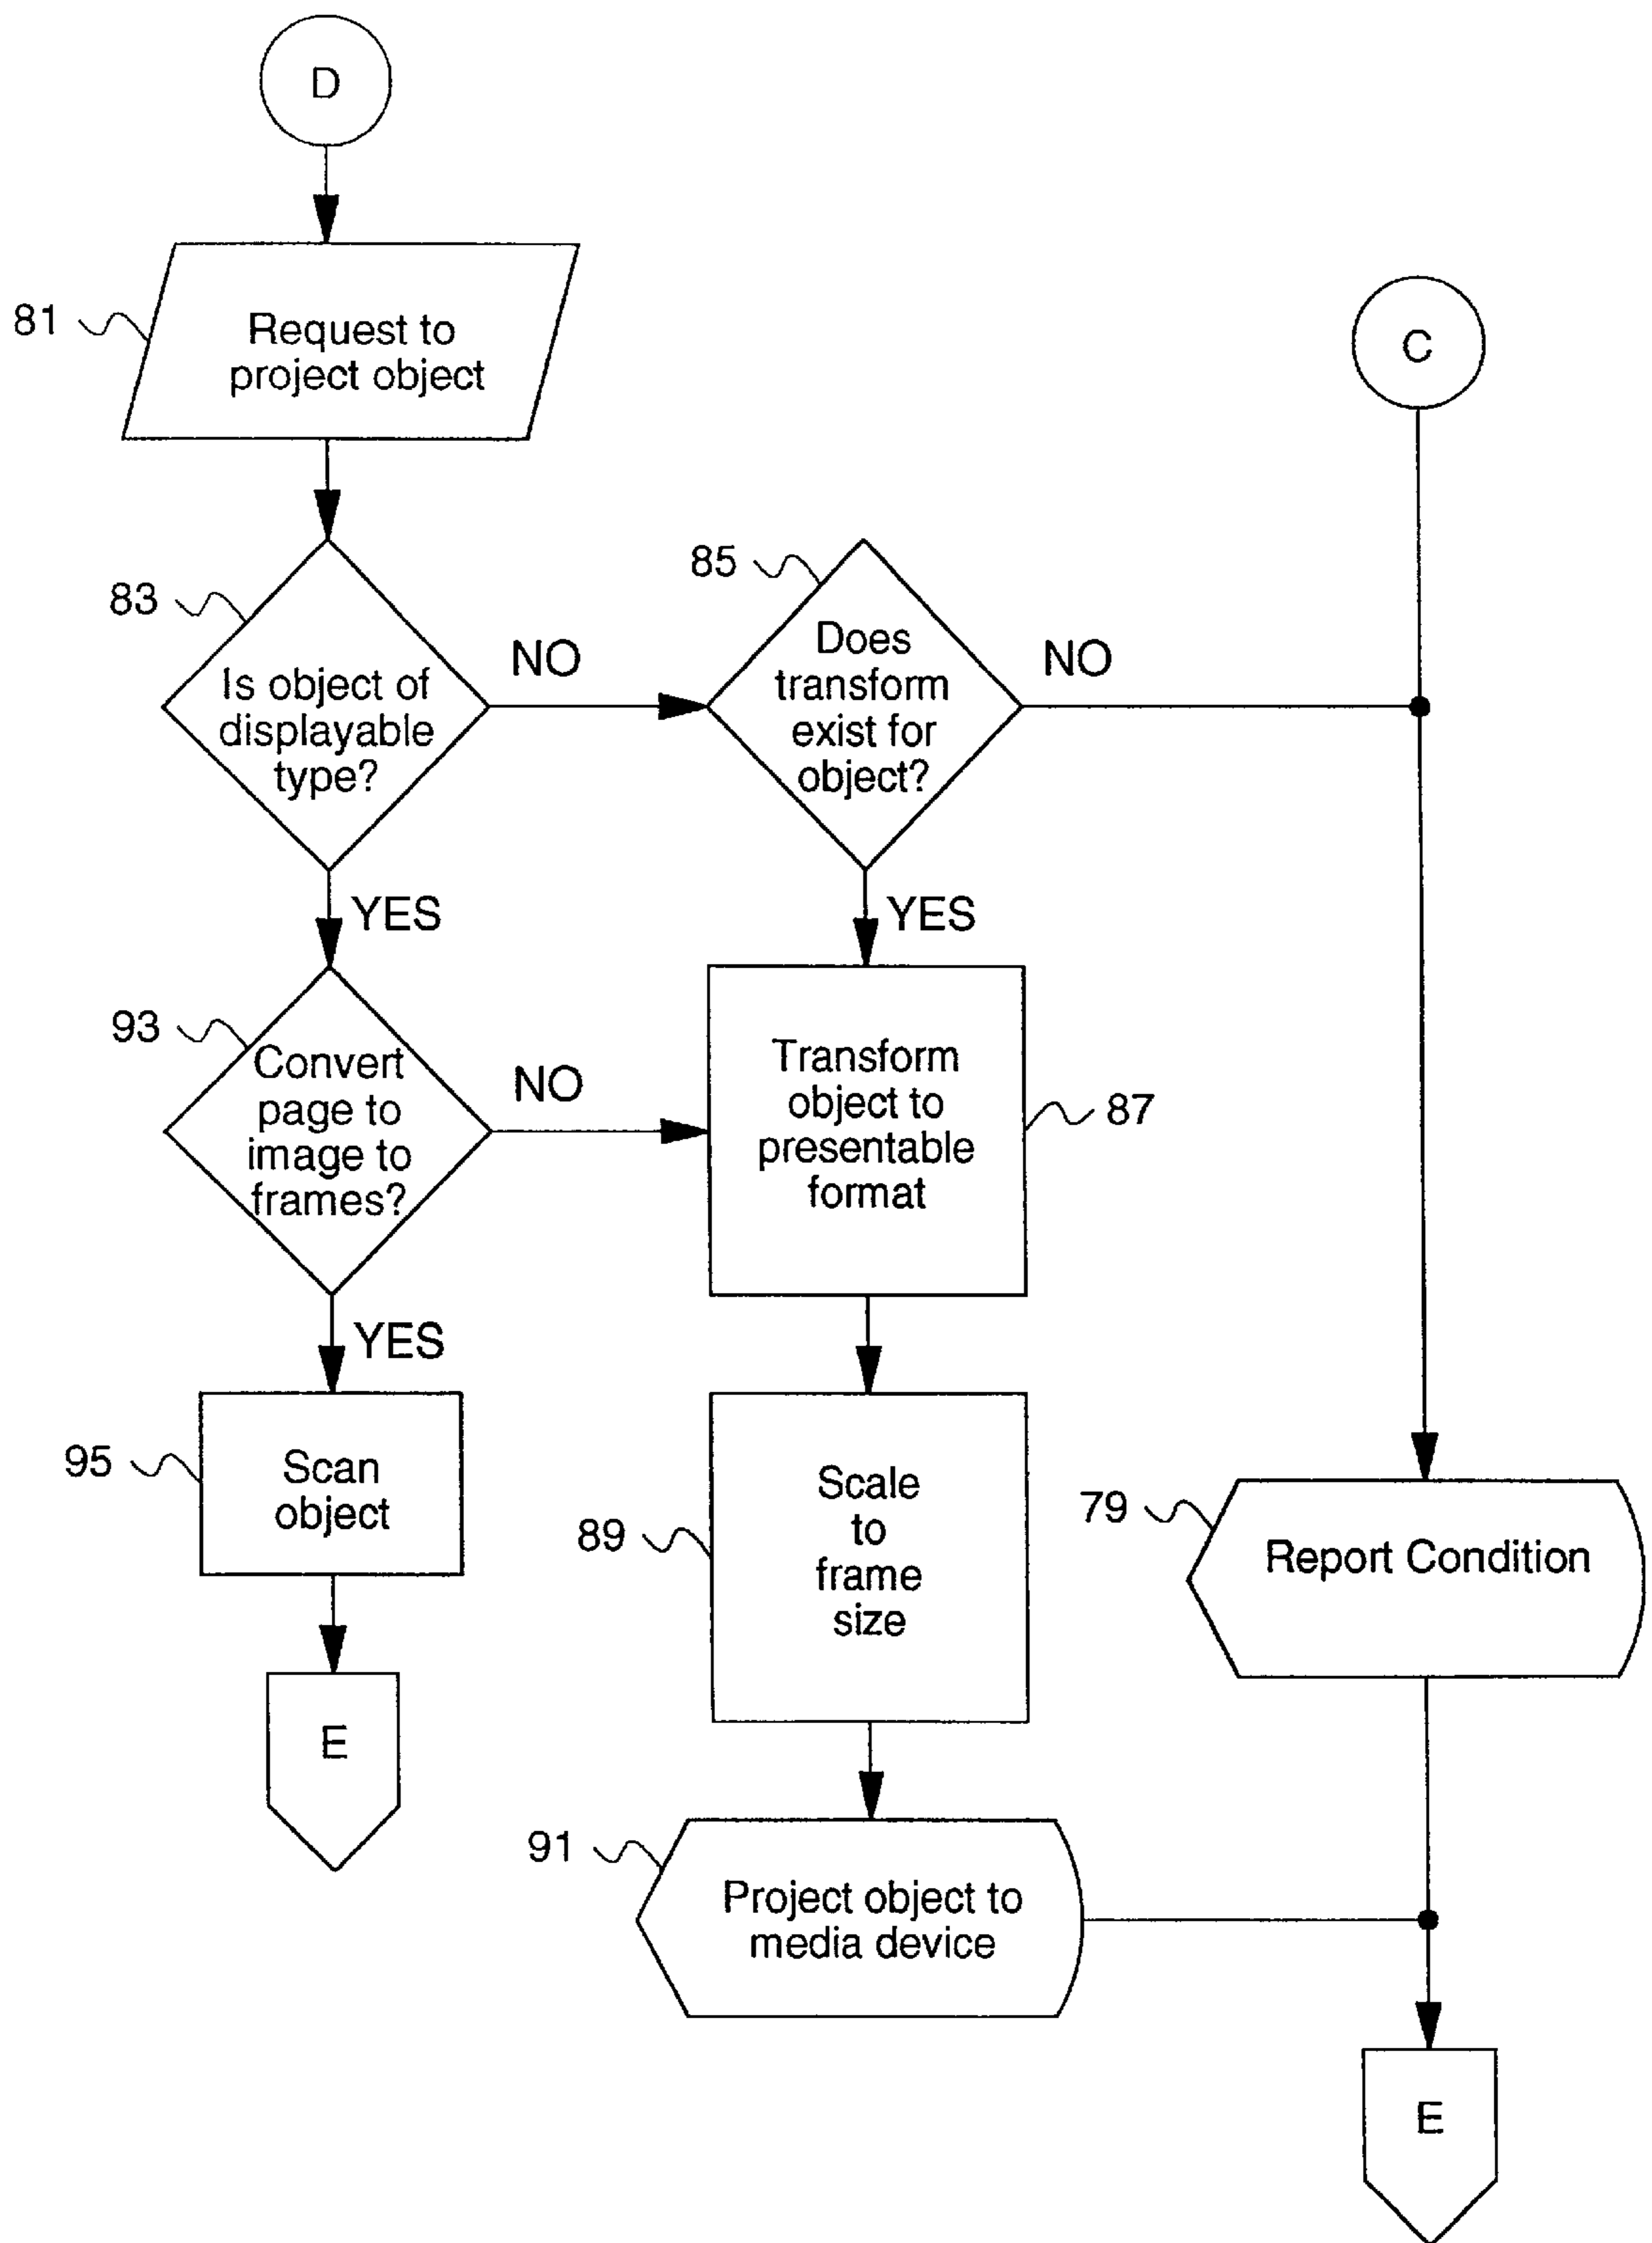 D
81
Request to
project object
C
83
Is object of
displayable
type?
NO
85
Does
transform
exist for
object?
NO
YES
YES
93
Convert
page to
image to
frames?
NO
Transform
object to
presentable
format
87
YES
95
Scan
object
89
Scale
to
frame
size
79
Report Condition
E
91
Project object to
media device
E